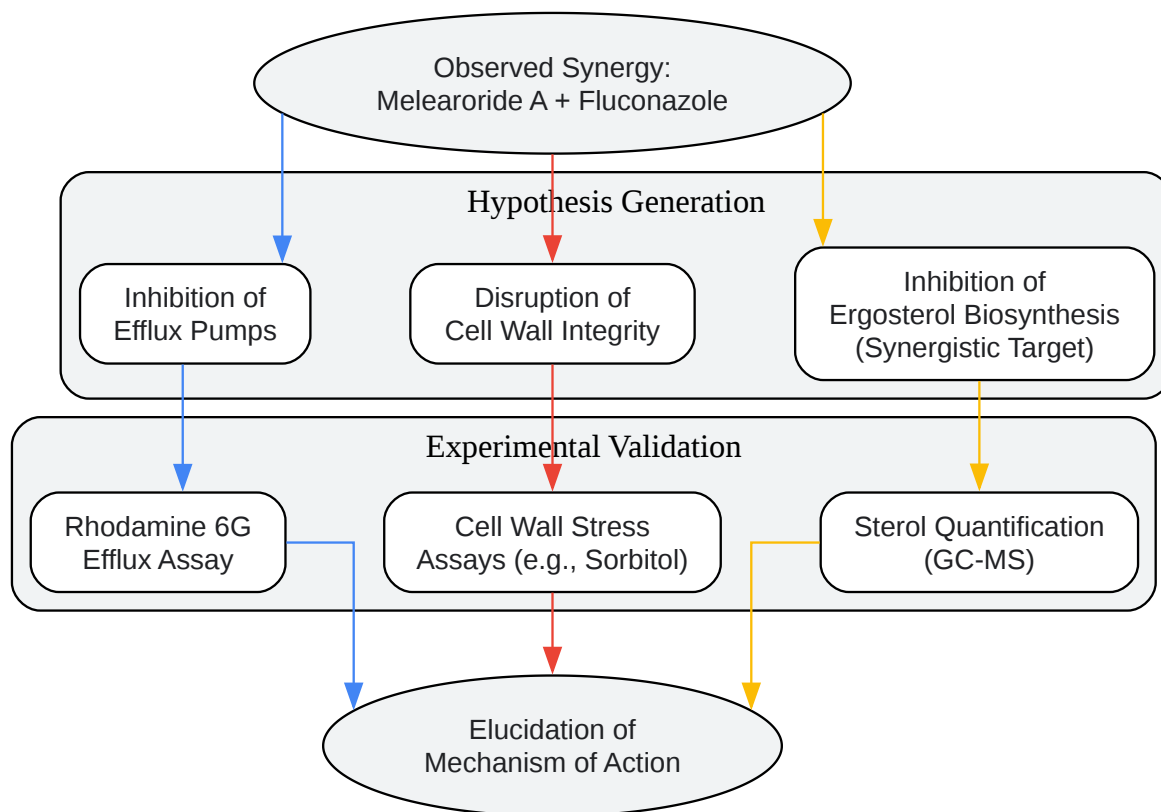 Observed Synergy:
Melearoride A + Fluconazole
Hypothesis Generation
Inhibition of
Efflux Pumps
Disruption of
Cell Wall Integrity
Inhibition of
Ergosterol Biosynthesis
(Synergistic Target)
Experimental Validation
Rhodamine 6G
Efflux Assay
Cell Wall Stress
Assays (e.g., Sorbitol)
Sterol Quantification
(GC-MS)
Elucidation of
Mechanism of Action